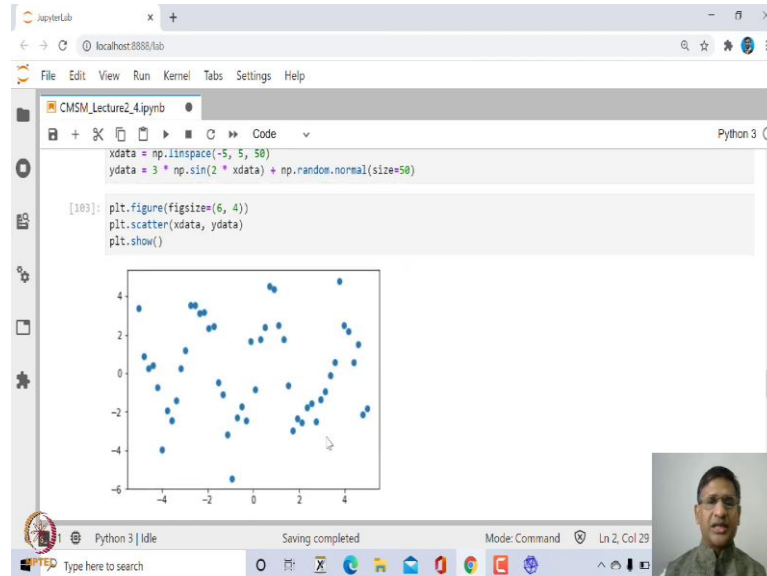 JupyterLab
localhost:8888/lab
File Edit View Run Kernel Tabs Settings Help
CMSM_Lecture2_4.ipynb
Code
Python 3
xdata = np.linspace(-5, 5, 50)
ydata = 3 * np.sin(2 * xdata) + np.random.normal(size=50)
[103]: plt.figure(figsize=(6, 4))
plt.scatter(xdata, ydata)
plt.show()
4
2
0
-2
-4
-6
-4 -2 0 2 4
1 Python 3 | Idle Saving completed Mode: Command Ln 2, Col 29
Type here to search